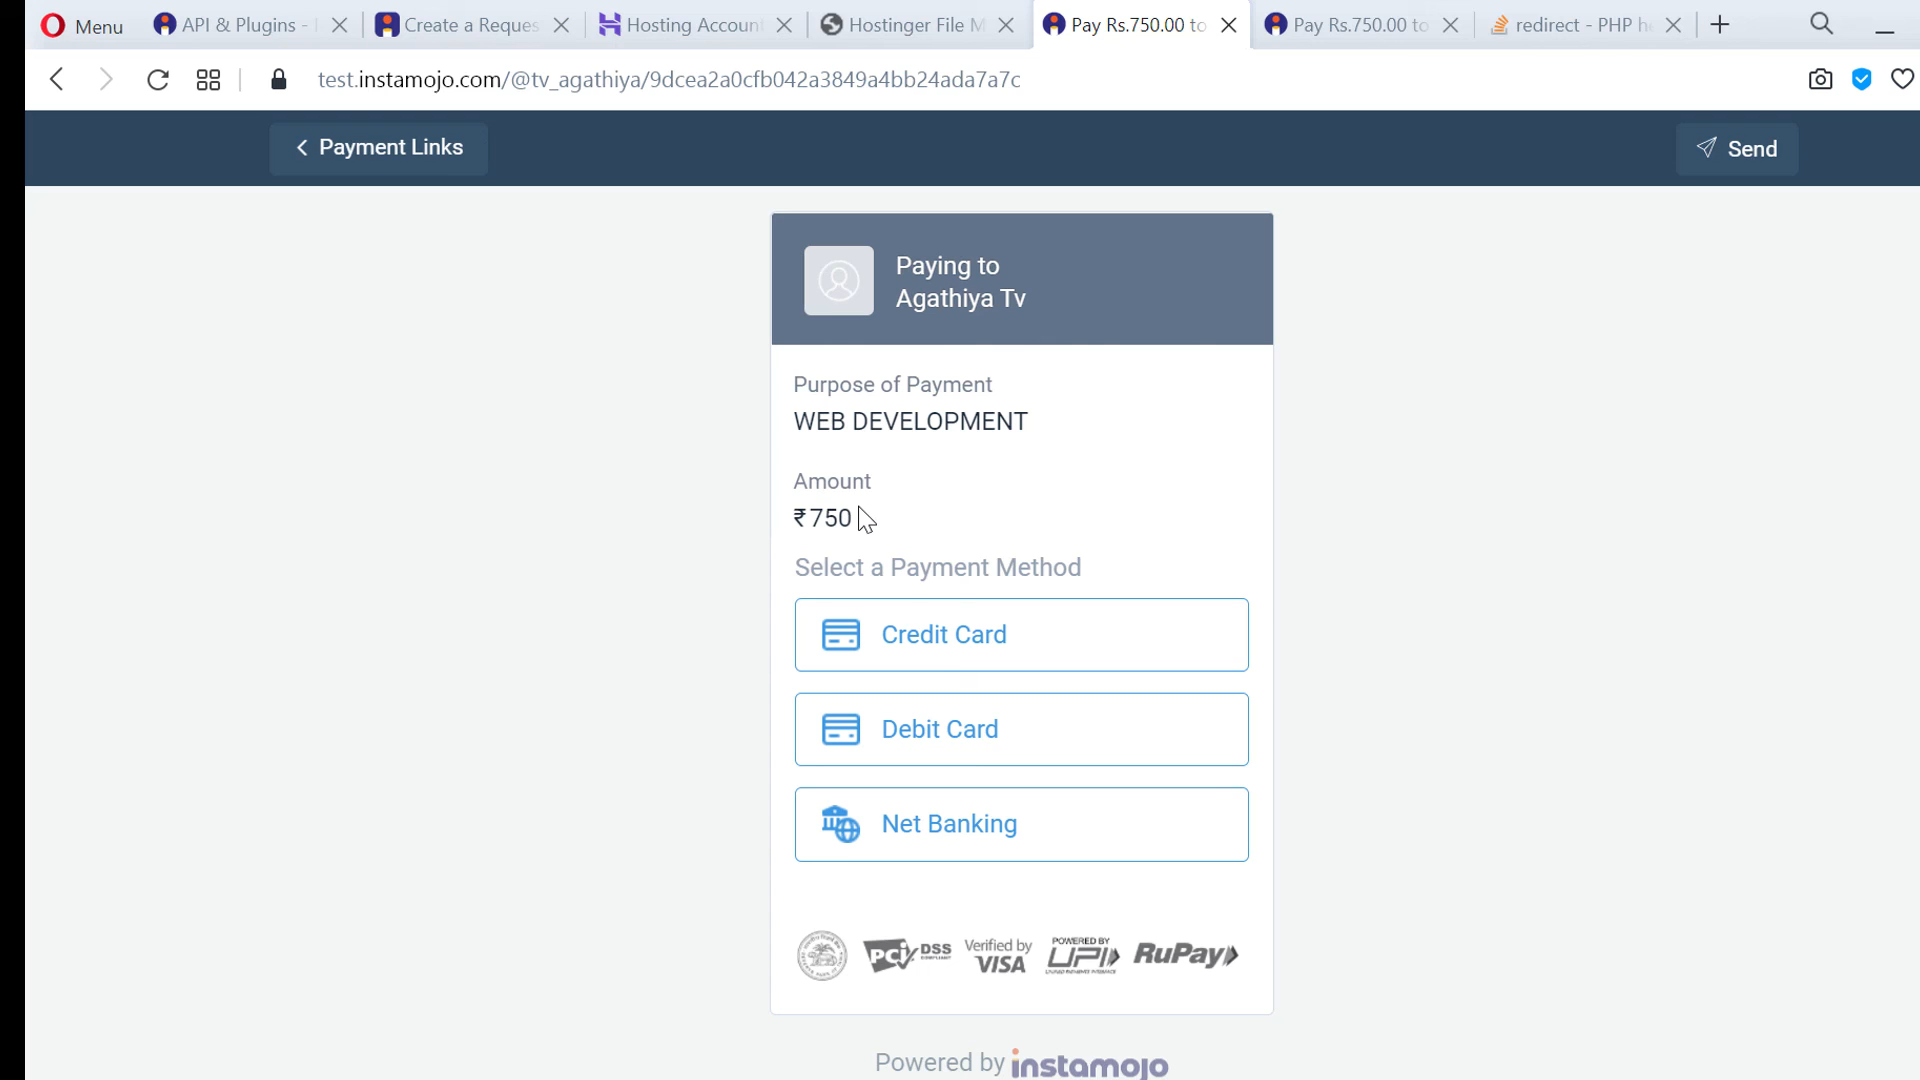 Menu
API & Plugins -
Create a Reques
Hosting Accoun
Hostinger File M
Pay Rs.750.00 to
Pay Rs.750.00 to
redirect - PHP he
test.instamojo.com/@tv_agathiya/9dcea2a0cfb042a3849a4bb24ada7a7c
Payment Links
Send
Paying to
Agathiya Tv
Purpose of Payment
WEB DEVELOPMENT
Amount
₹750
Select a Payment Method
Credit Card
Debit Card
Net Banking
PCI DSS
Verified by
VISA
POWERED BY
UPI
RuPay
Powered by instamojo